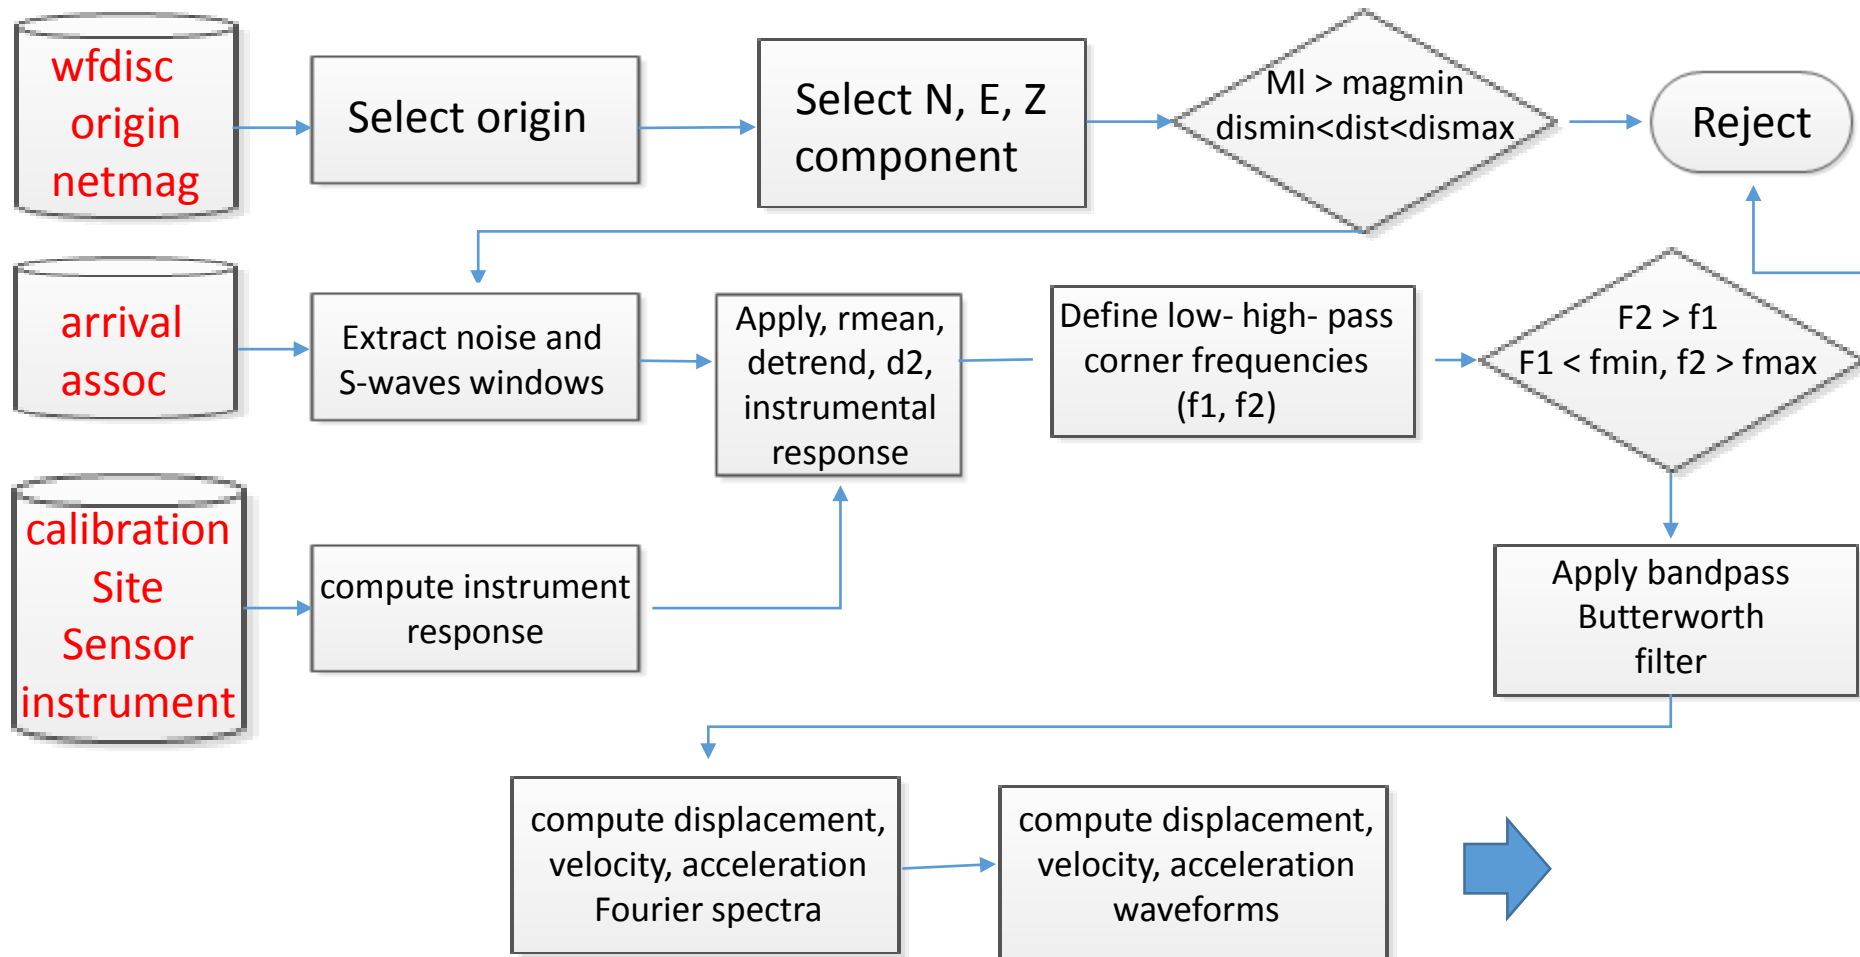 wfdisc
origin
netmag
Select origin
Select N, E, Z
component
Ml > magmin
dismin<dist<dismax
Reject
arrival
assoc
Extract noise and
S-waves windows
Apply, rmean,
detrend, d2,
instrumental
response
Define low- high- pass
corner frequencies
(f1, f2)
F2 > f1
F1 < fmin, f2 > fmax
calibration
Site
Sensor
instrument
compute instrument
response
Apply bandpass
Butterworth
filter
compute displacement,
velocity, acceleration
Fourier spectra
compute displacement,
velocity, acceleration
waveforms